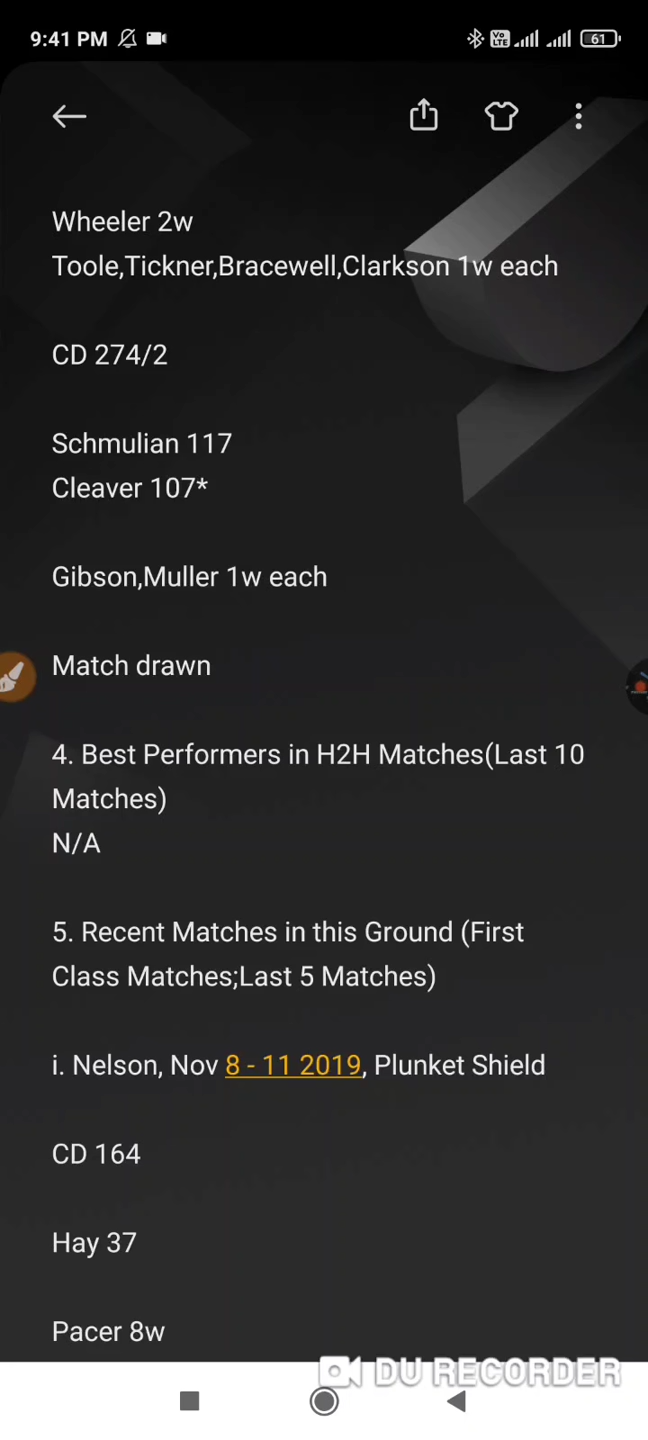 9:41 PM
Vo LTE
61
Wheeler 2w
Toole,Tickner,Bracewell,Clarkson 1w each
CD 274/2
Schmulian 117
Cleaver 107*
Gibson,Muller 1w each
Match drawn
4. Best Performers in H2H Matches(Last 10
Matches)
N/A
5. Recent Matches in this Ground (First
Class Matches;Last 5 Matches)
i. Nelson, Nov 8 - 11 2019, Plunket Shield
CD 164
Hay 37
Pacer 8w
DU RECORDER